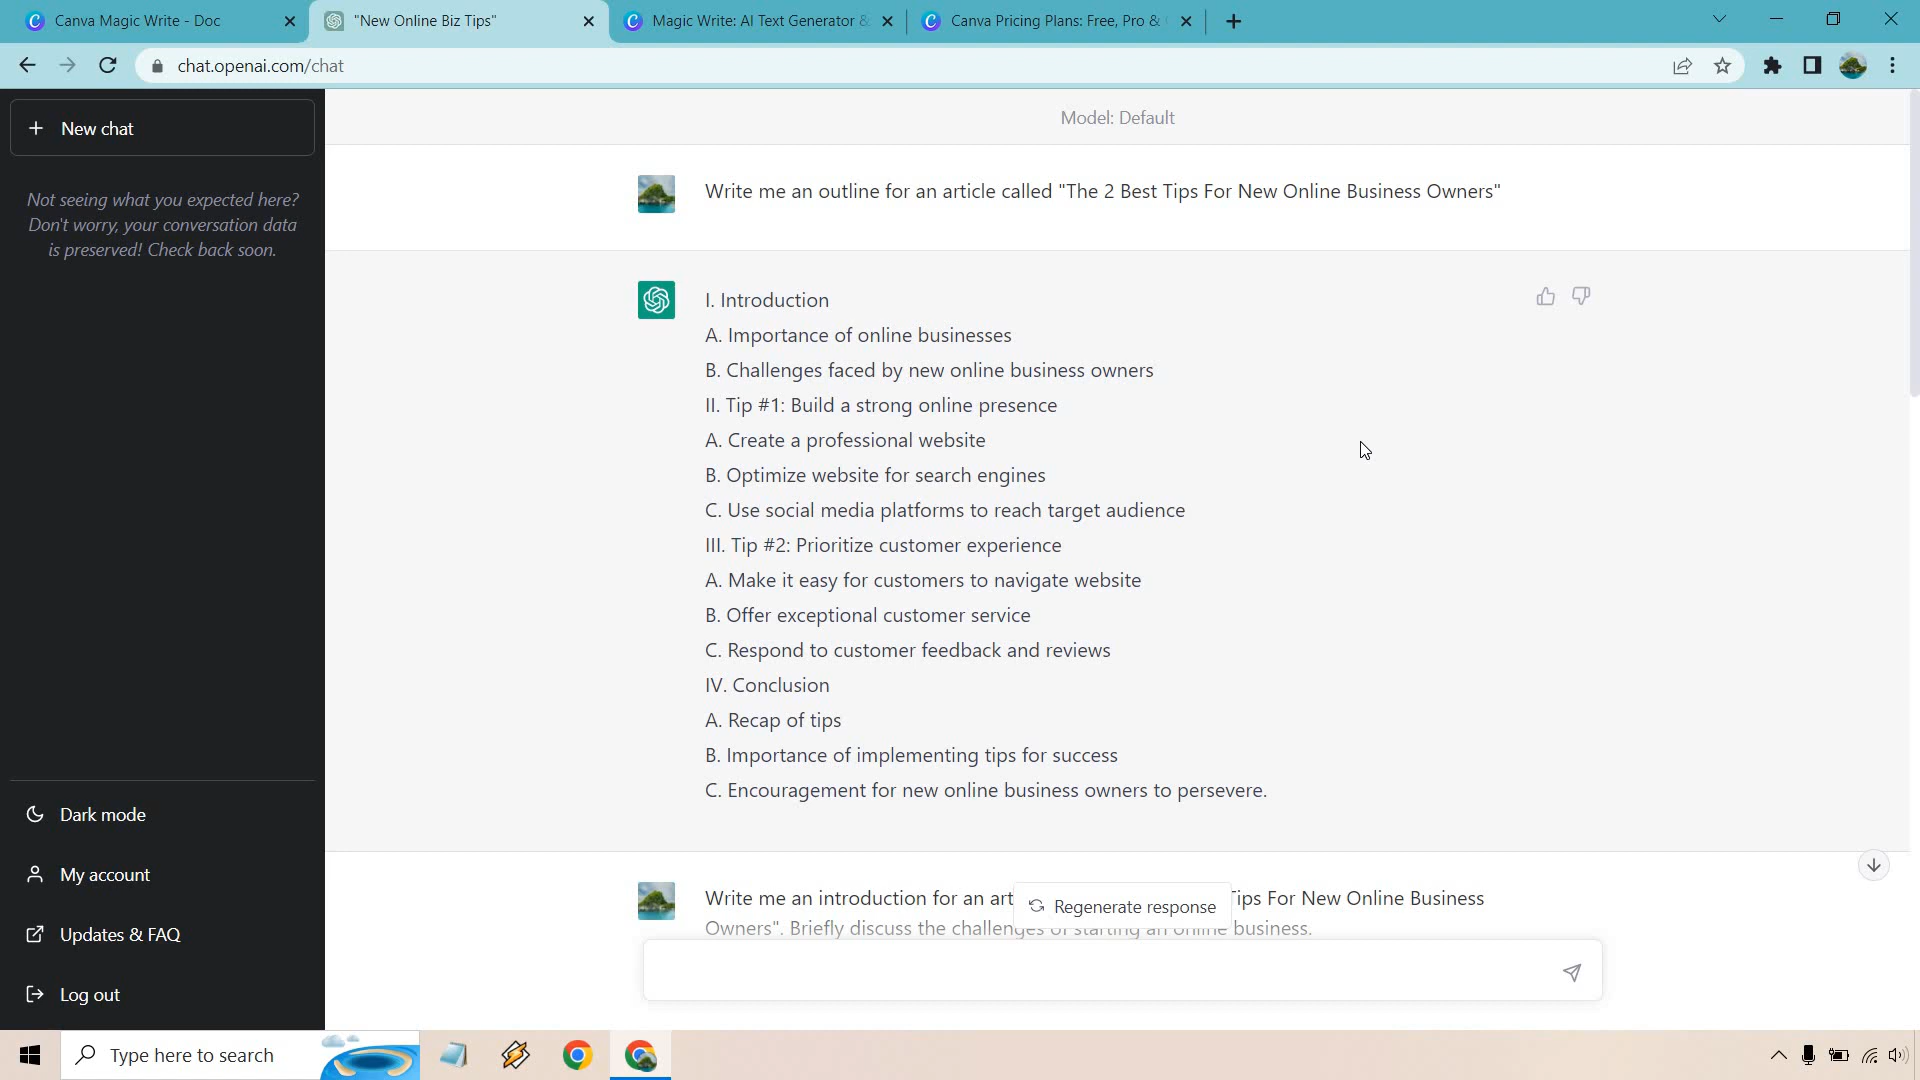 Canva Magic Write - Doc
"New Online Biz Tips"
Magic Write: AI Text Generator &
Canva Pricing Plans: Free, Pro &
chat.openai.com/chat
New chat
Not seeing what you expected here?
Don't worry, your conversation data
is preserved! Check back soon.
Dark mode
My account
Updates & FAQ
Log out
Model: Default
Write me an outline for an article called "The 2 Best Tips For New Online Business Owners"
I. Introduction
A. Importance of online businesses
B. Challenges faced by new online business owners
II. Tip #1: Build a strong online presence
A. Create a professional website
B. Optimize website for search engines
C. Use social media platforms to reach target audience
III. Tip #2: Prioritize customer experience
A. Make it easy for customers to navigate website
B. Offer exceptional customer service
C. Respond to customer feedback and reviews
IV. Conclusion
A. Recap of tips
B. Importance of implementing tips for success
C. Encouragement for new online business owners to persevere.
Write me an introduction for an art Tips For New Online Business
Owners". Briefly discuss the challenges of starting an online business.
Regenerate response
Type here to search